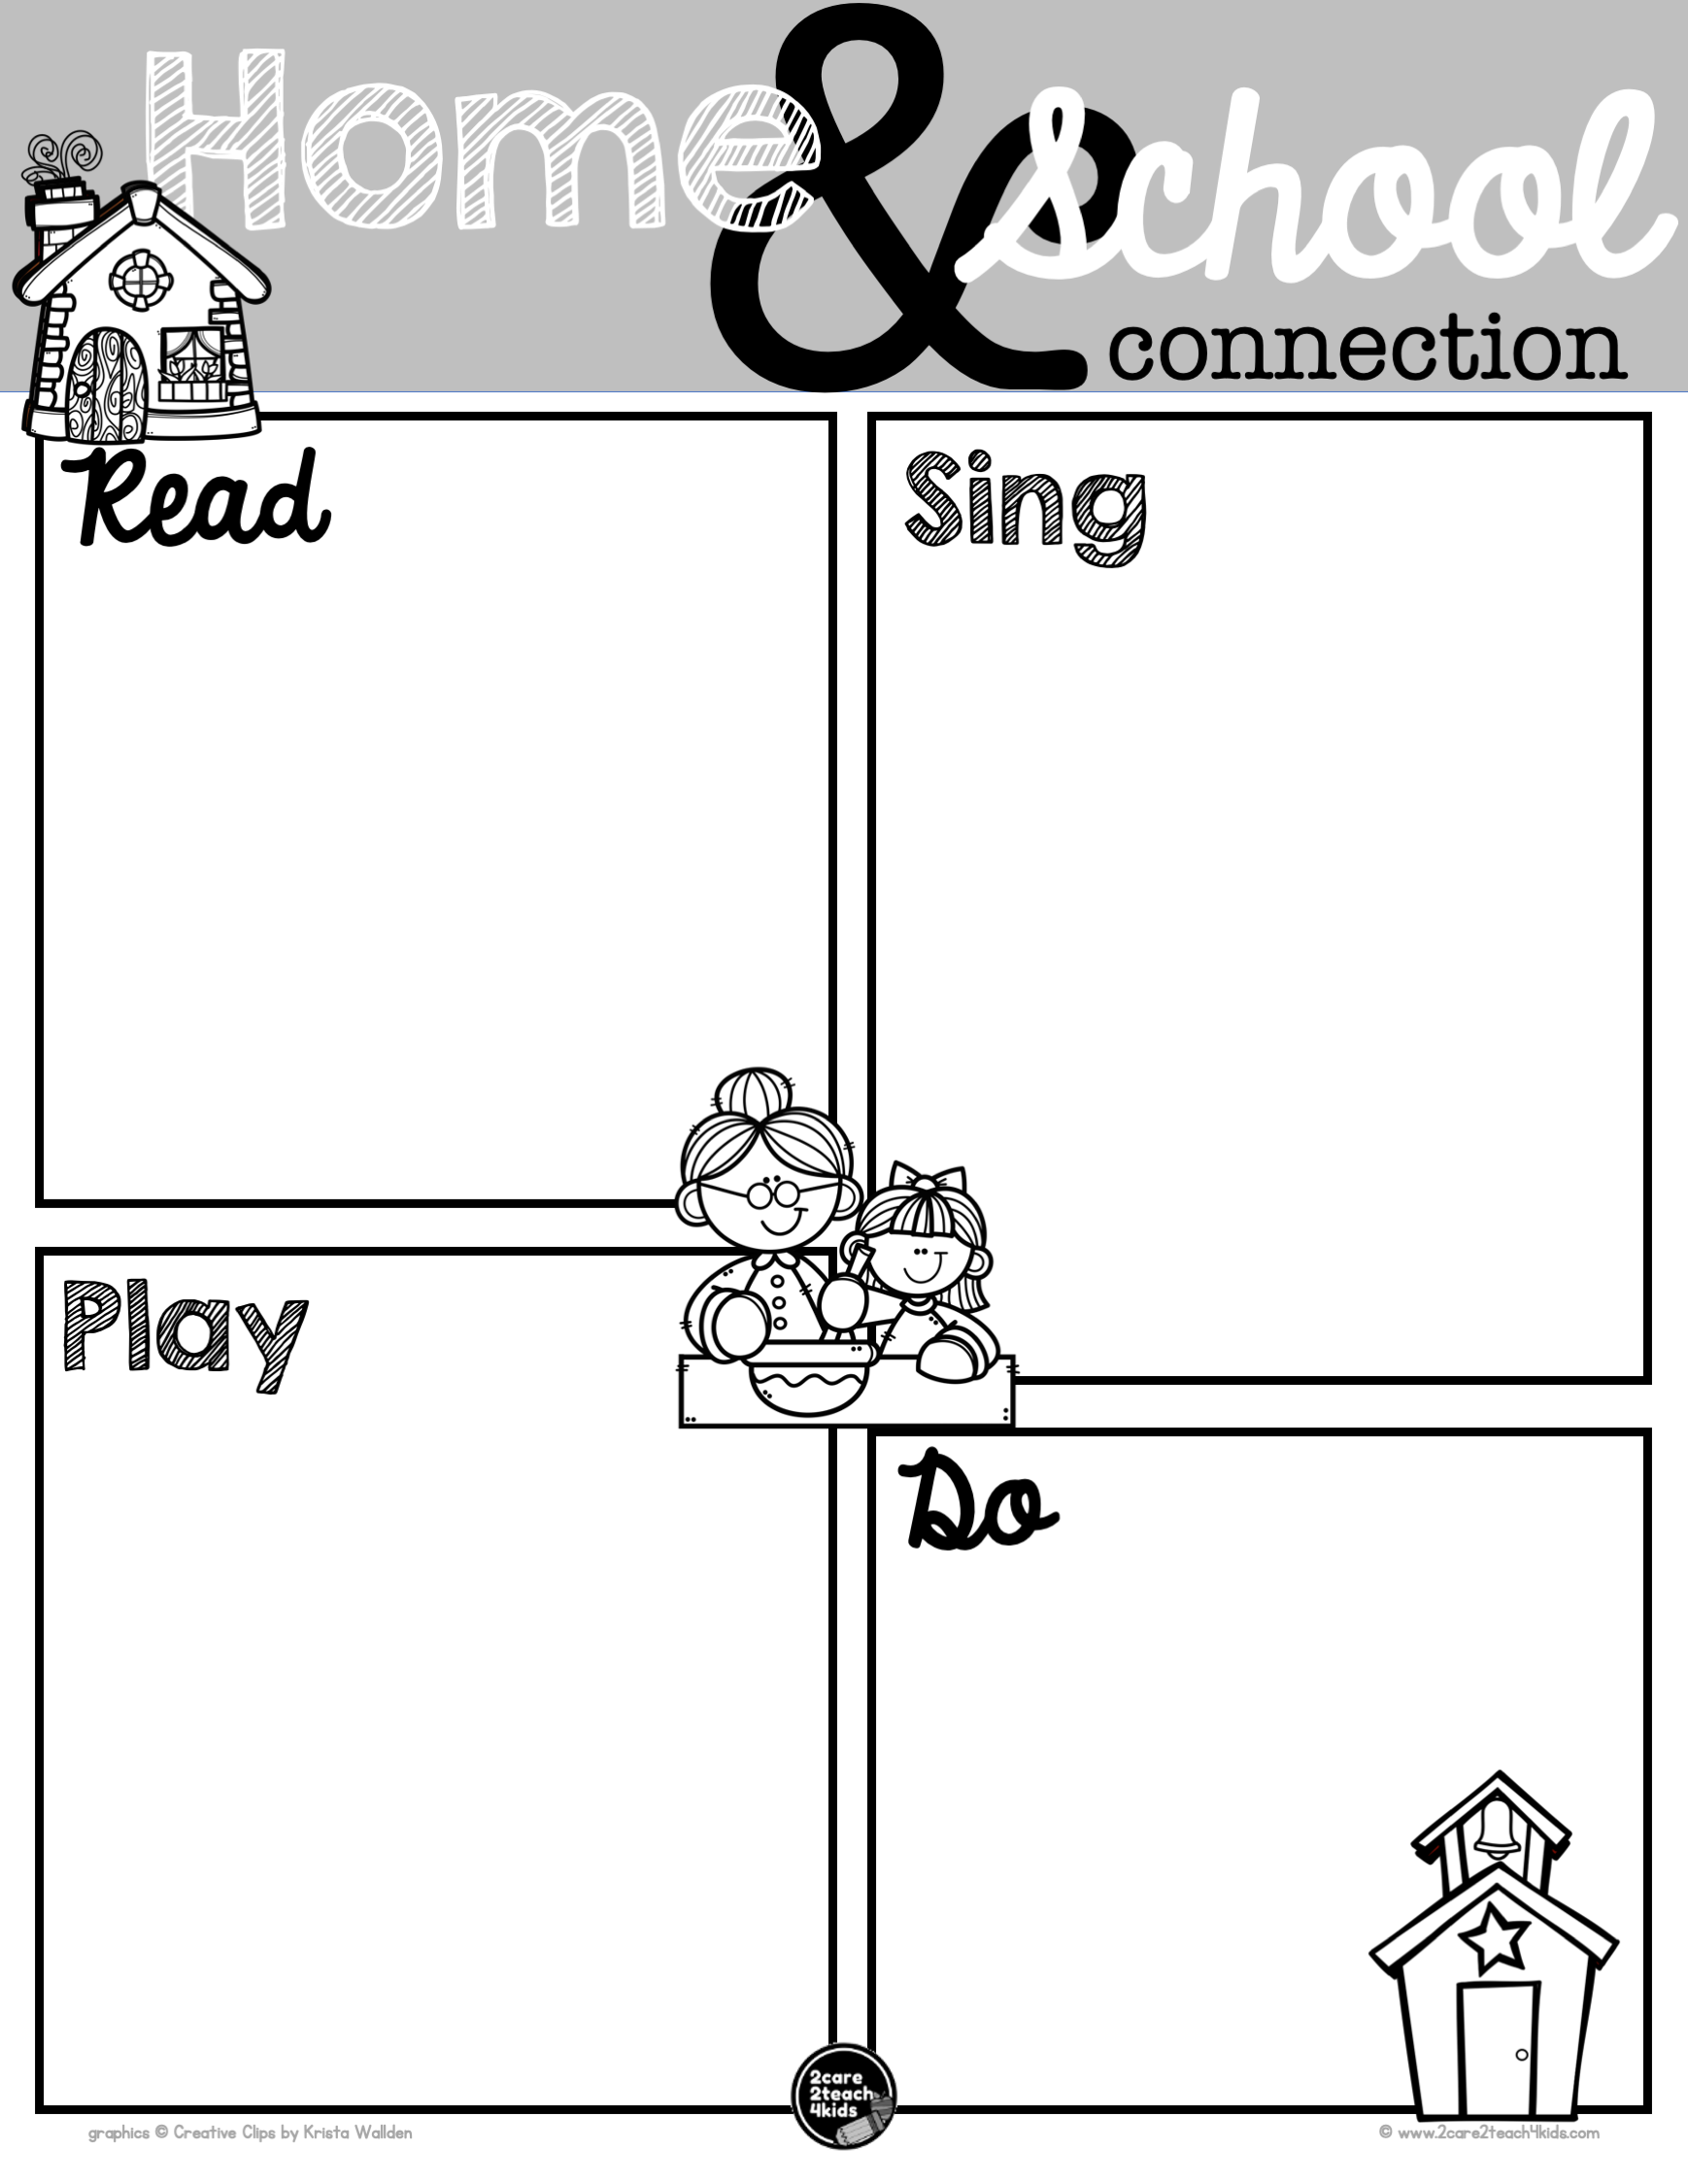 Home & School
connection
Read
Sing
Play
Do
2care
2teach
4kids
graphics © Creative Clips by Krista Wallden
© www.2care2teach4kids.com